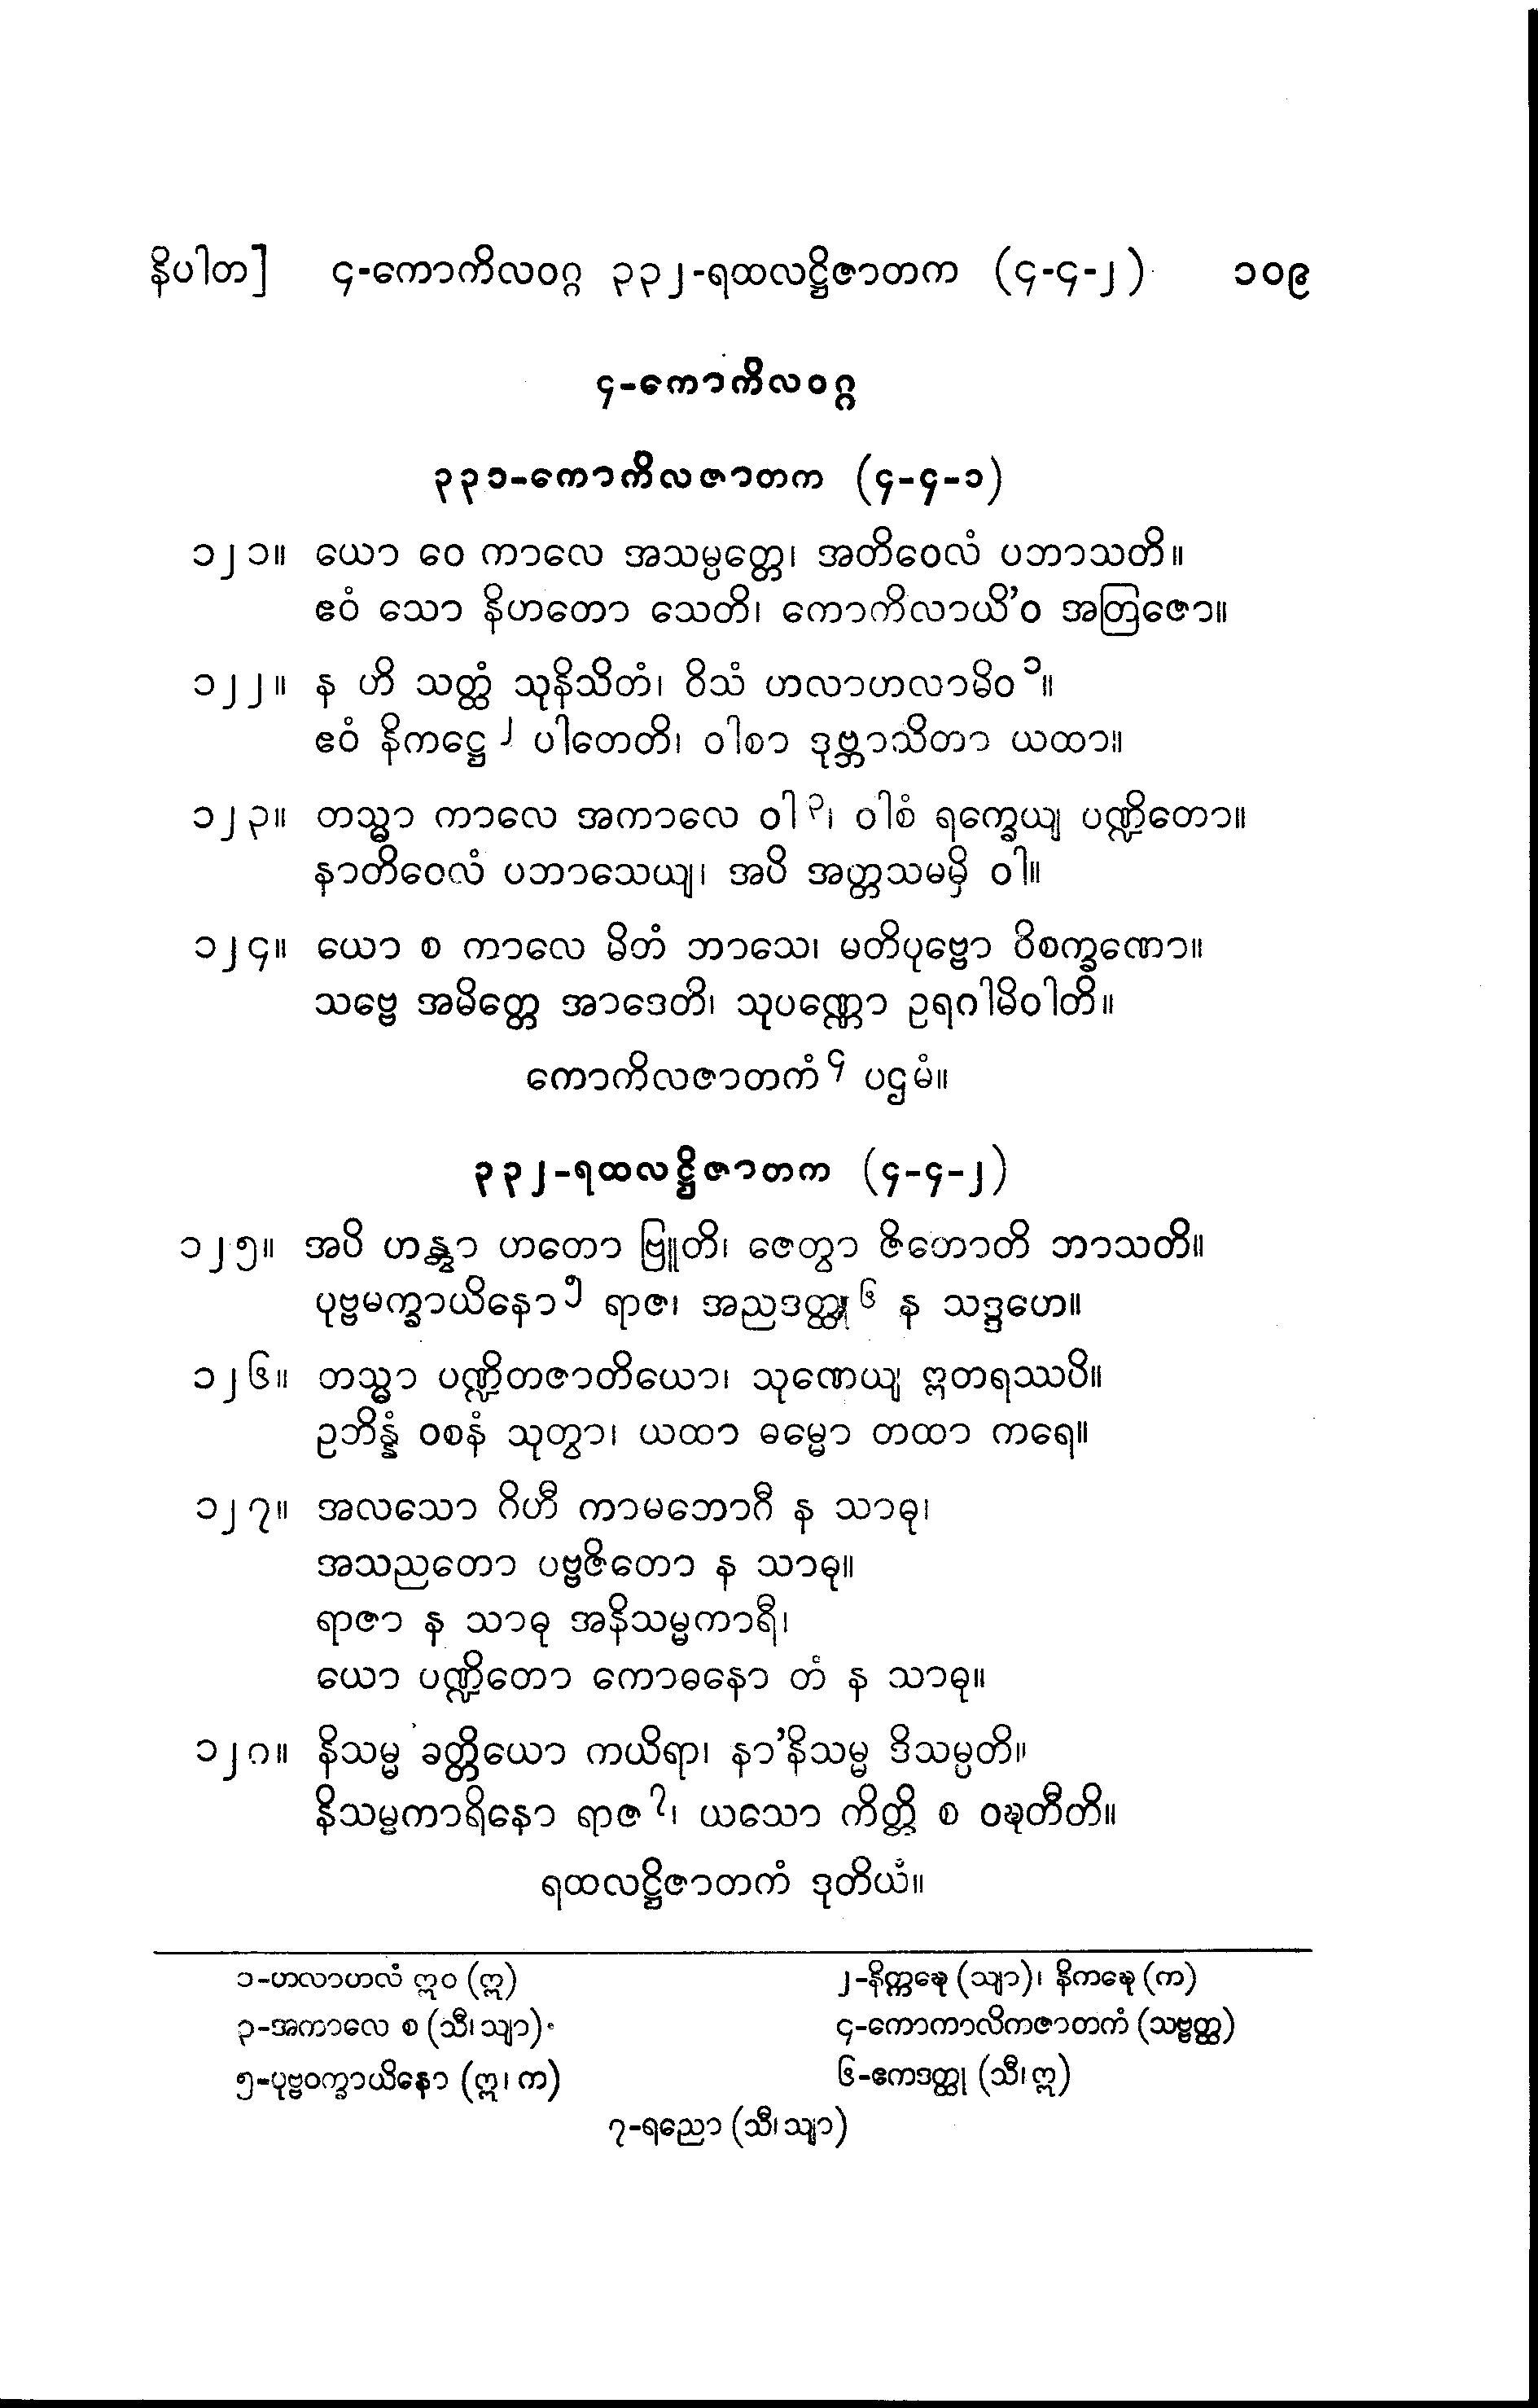 နိပါတ] ၄-ကောကိလဝဂ္ဂ ၃၃၂-ရထလဋ္ဌိဇာတက (၄-၄-၂) ၁၀၉
၄-ကောကိလဝဂ္ဂ
၃၃၁-ကောကိလဇာတက (၄-၄-၁)
၁၂၁။ ယော ဝေ ကာလေ အသမ္ပတ္တေ၊ အတိဝေလံ ပဘာသတိ။
ဧဝံ သော နိဟတော သေတိ၊ ကောကိလာယိ’ဝ အတြဇော။
၁၂၂။ န ဟိ သတ္ထံ သုနိသိတံ၊ ဝိသံ ဟလာဟလာမိဝ ၁။
ဧဝံ နိကဋ္ဌေ ၂ ပါတေတိ၊ ဝါစာ ဒုဗ္ဘာသိတာ ယထာ။
၁၂၃။ တသ္မာ ကာလေ အကာလေ ဝါ ၃၊ ဝါစံ ရက္ခေယျ ပဏ္ဍိတော။
နာတိဝေလံ ပဘာသေယျ၊ အပိ အတ္တသမမှိ ဝါ။
၁၂၄။ ယော စ ကာလေ မိတံ ဘာသေ၊ မတိပုဗ္ဗော ဝိစက္ခဏော။
သဗ္ဗေ အမိတ္တေ အာဒေတိ၊ သုပဏ္ဏော ဥရဂါမိဝါတိ။
ကောကိလဇာတကံ ၄ ပဌမံ။
၃၃၂-ရထလဋ္ဌိဇာတက (၄-၄-၂)
၁၂၅။ အပိ ဟန္တွာ ဟတော ဗြူတိ၊ ဇေတွာ ဇိတောတိ ဘာသတိ။
ပုဗ္ဗမက္ခာယိနော ၅ ရာဇ၊ အညဒတ္ထု ၆ န သဒ္ဒဟေ။
၁၂၆။ တသ္မာ ပဏ္ဍိတဇာတိယော၊ သုဏေယျ ဣတရဿပိ။
ဥဘိန္နံ ဝစနံ သုတွာ၊ ယထာ ဓမ္မော တထာ ကရေ။
၁၂၇။ အလသော ဂိဟီ ကာမဘောဂီ န သာဓု၊
အသညတော ပဗ္ဗဇိတော န သာဓု။
ရာဇာ န သာဓု အနိသမ္မကာရီ၊
ယော ပဏ္ဍိတော ကောဓနော တံ န သာဓု။
၁၂၈။ နိသမ္မ ခတ္တိယော ကယိရာ၊ နာ’နိသမ္မ ဒိသမ္ပတိ။
နိသမ္မကာရိနော ရာဇ ၇၊ ယသော ကိတ္တိ စ ဝဍ္ဎတီတိ။
ရထလဋ္ဌိဇာတကံ ဒုတိယံ။
၁-ဟလာဟလံ ဣဝ (ဣ) ၂-နိက္ကဍ္ဎေ (သျာ)၊ နိကဍ္ဎေ (က)
၃-အကာလေ စ (သီ၊ သျာ) ၄-ကောကာလိကဇာတကံ (သဗ္ဗတ္ထ)
၅-ပုဗ္ဗဝက္ခာယိနော (ဣ၊ က) ၆-ဧကဒတ္ထု (သီ၊ ဣ)
၇-ရညော (သီ၊ သျာ)